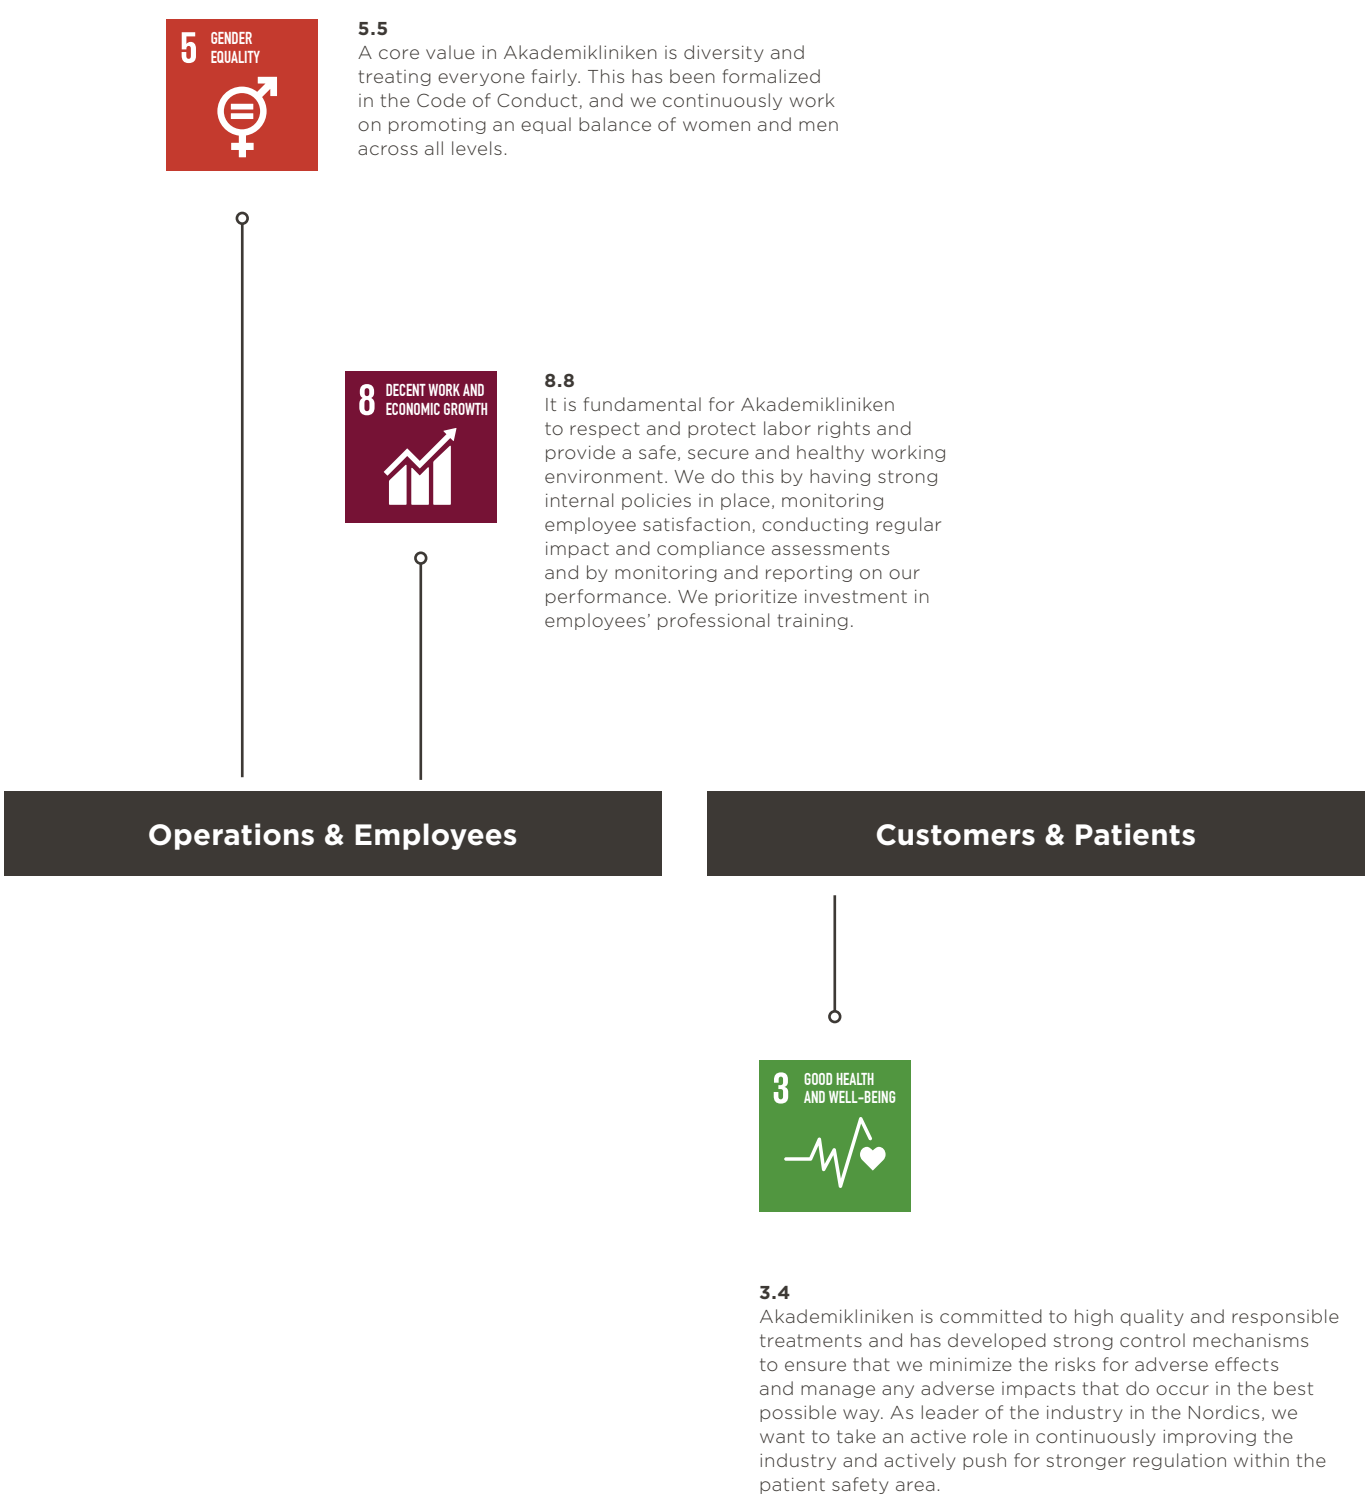 5 GENDER
EQUALITY
5.5
A core value in Akademikliniken is diversity and
treating everyone fairly. This has been formalized
in the Code of Conduct, and we continuously work
on promoting an equal balance of women and men
across all levels.
8 DECENT WORK AND
ECONOMIC GROWTH
8.8
It is fundamental for Akademikliniken
to respect and protect labor rights and
provide a safe, secure and healthy working
environment. We do this by having strong
internal policies in place, monitoring
employee satisfaction, conducting regular
impact and compliance assessments
and by monitoring and reporting on our
performance. We prioritize investment in
employees’ professional training.
Operations & Employees
Customers & Patients
3 GOOD HEALTH
AND WELL-BEING
3.4
Akademikliniken is committed to high quality and responsible
treatments and has developed strong control mechanisms
to ensure that we minimize the risks for adverse effects
and manage any adverse impacts that do occur in the best
possible way. As leader of the industry in the Nordics, we
want to take an active role in continuously improving the
industry and actively push for stronger regulation within the
patient safety area.